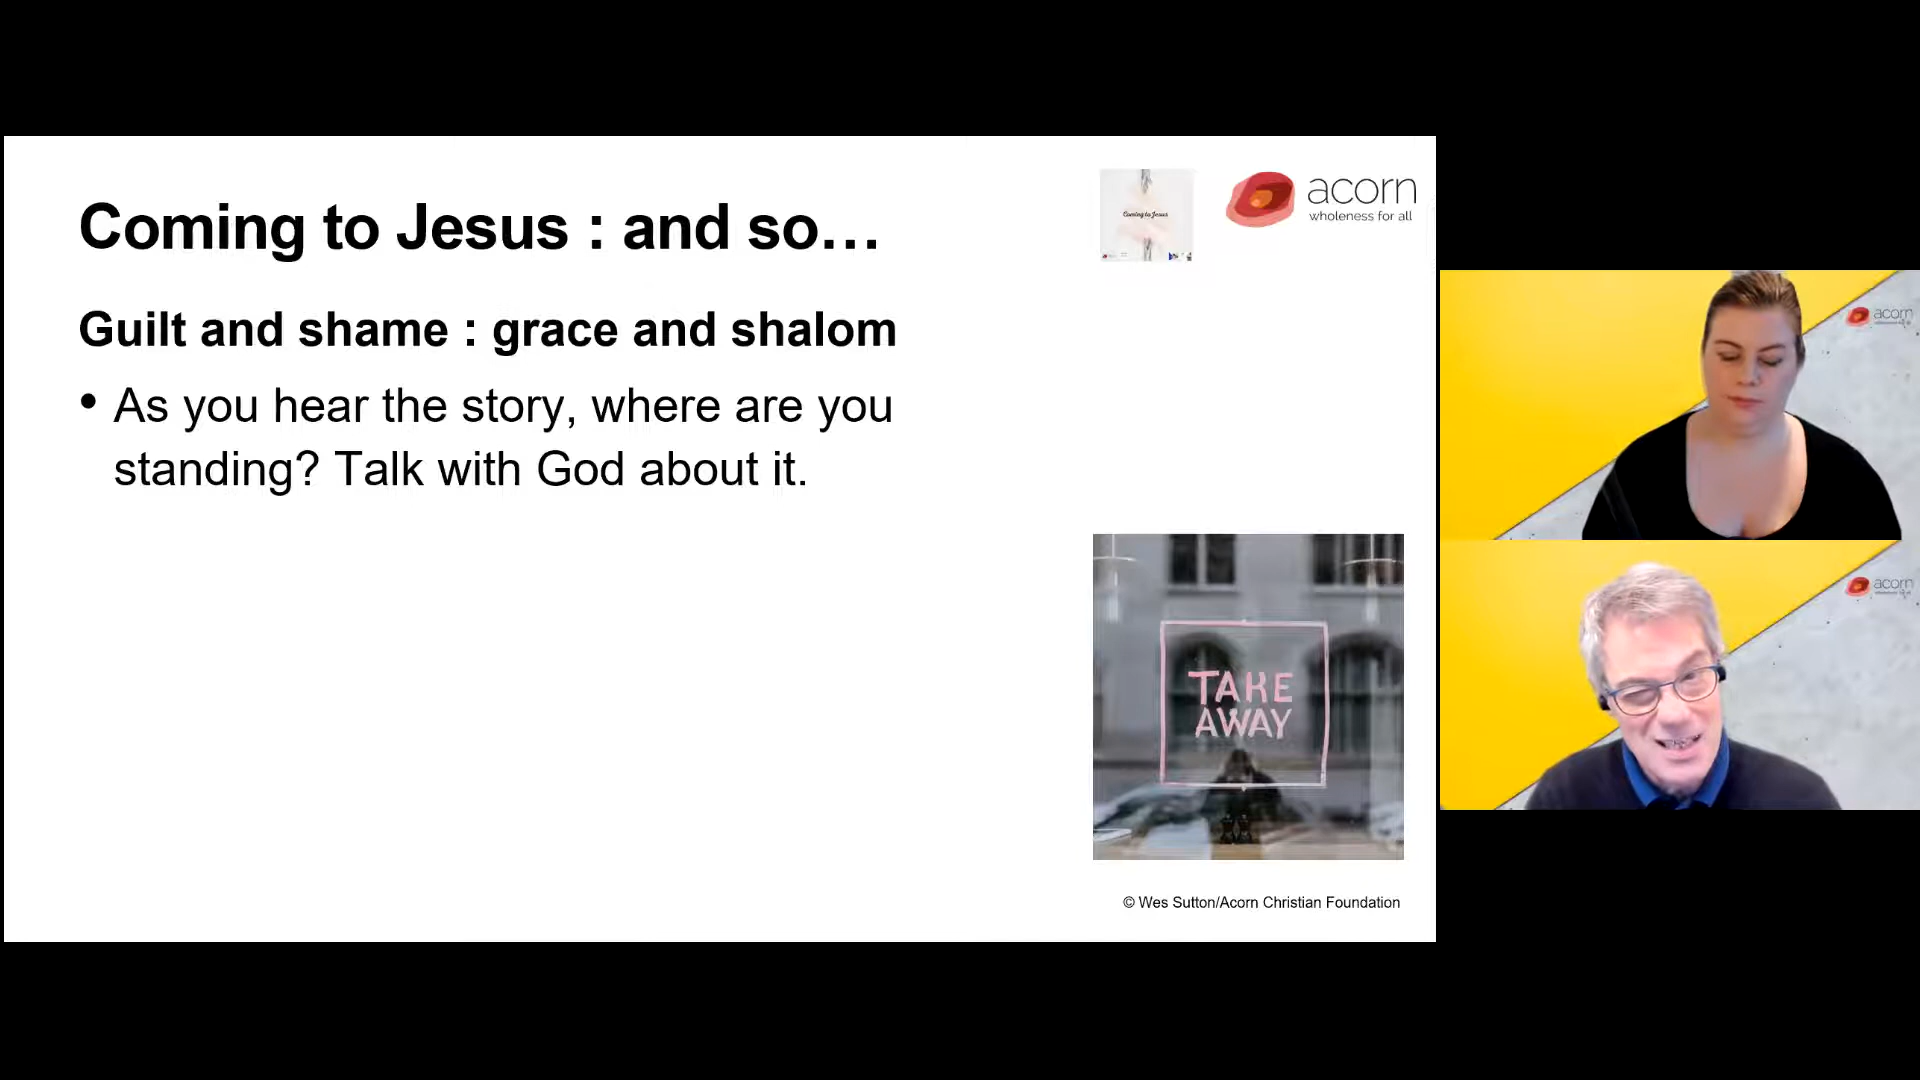 Coming to Jesus : and so…
Coming to Jesus
acorn
wholeness for all
Guilt and shame : grace and shalom
• As you hear the story, where are you
standing? Talk with God about it.
TAKE
AWAY
© Wes Sutton/Acorn Christian Foundation
acorn
acorn